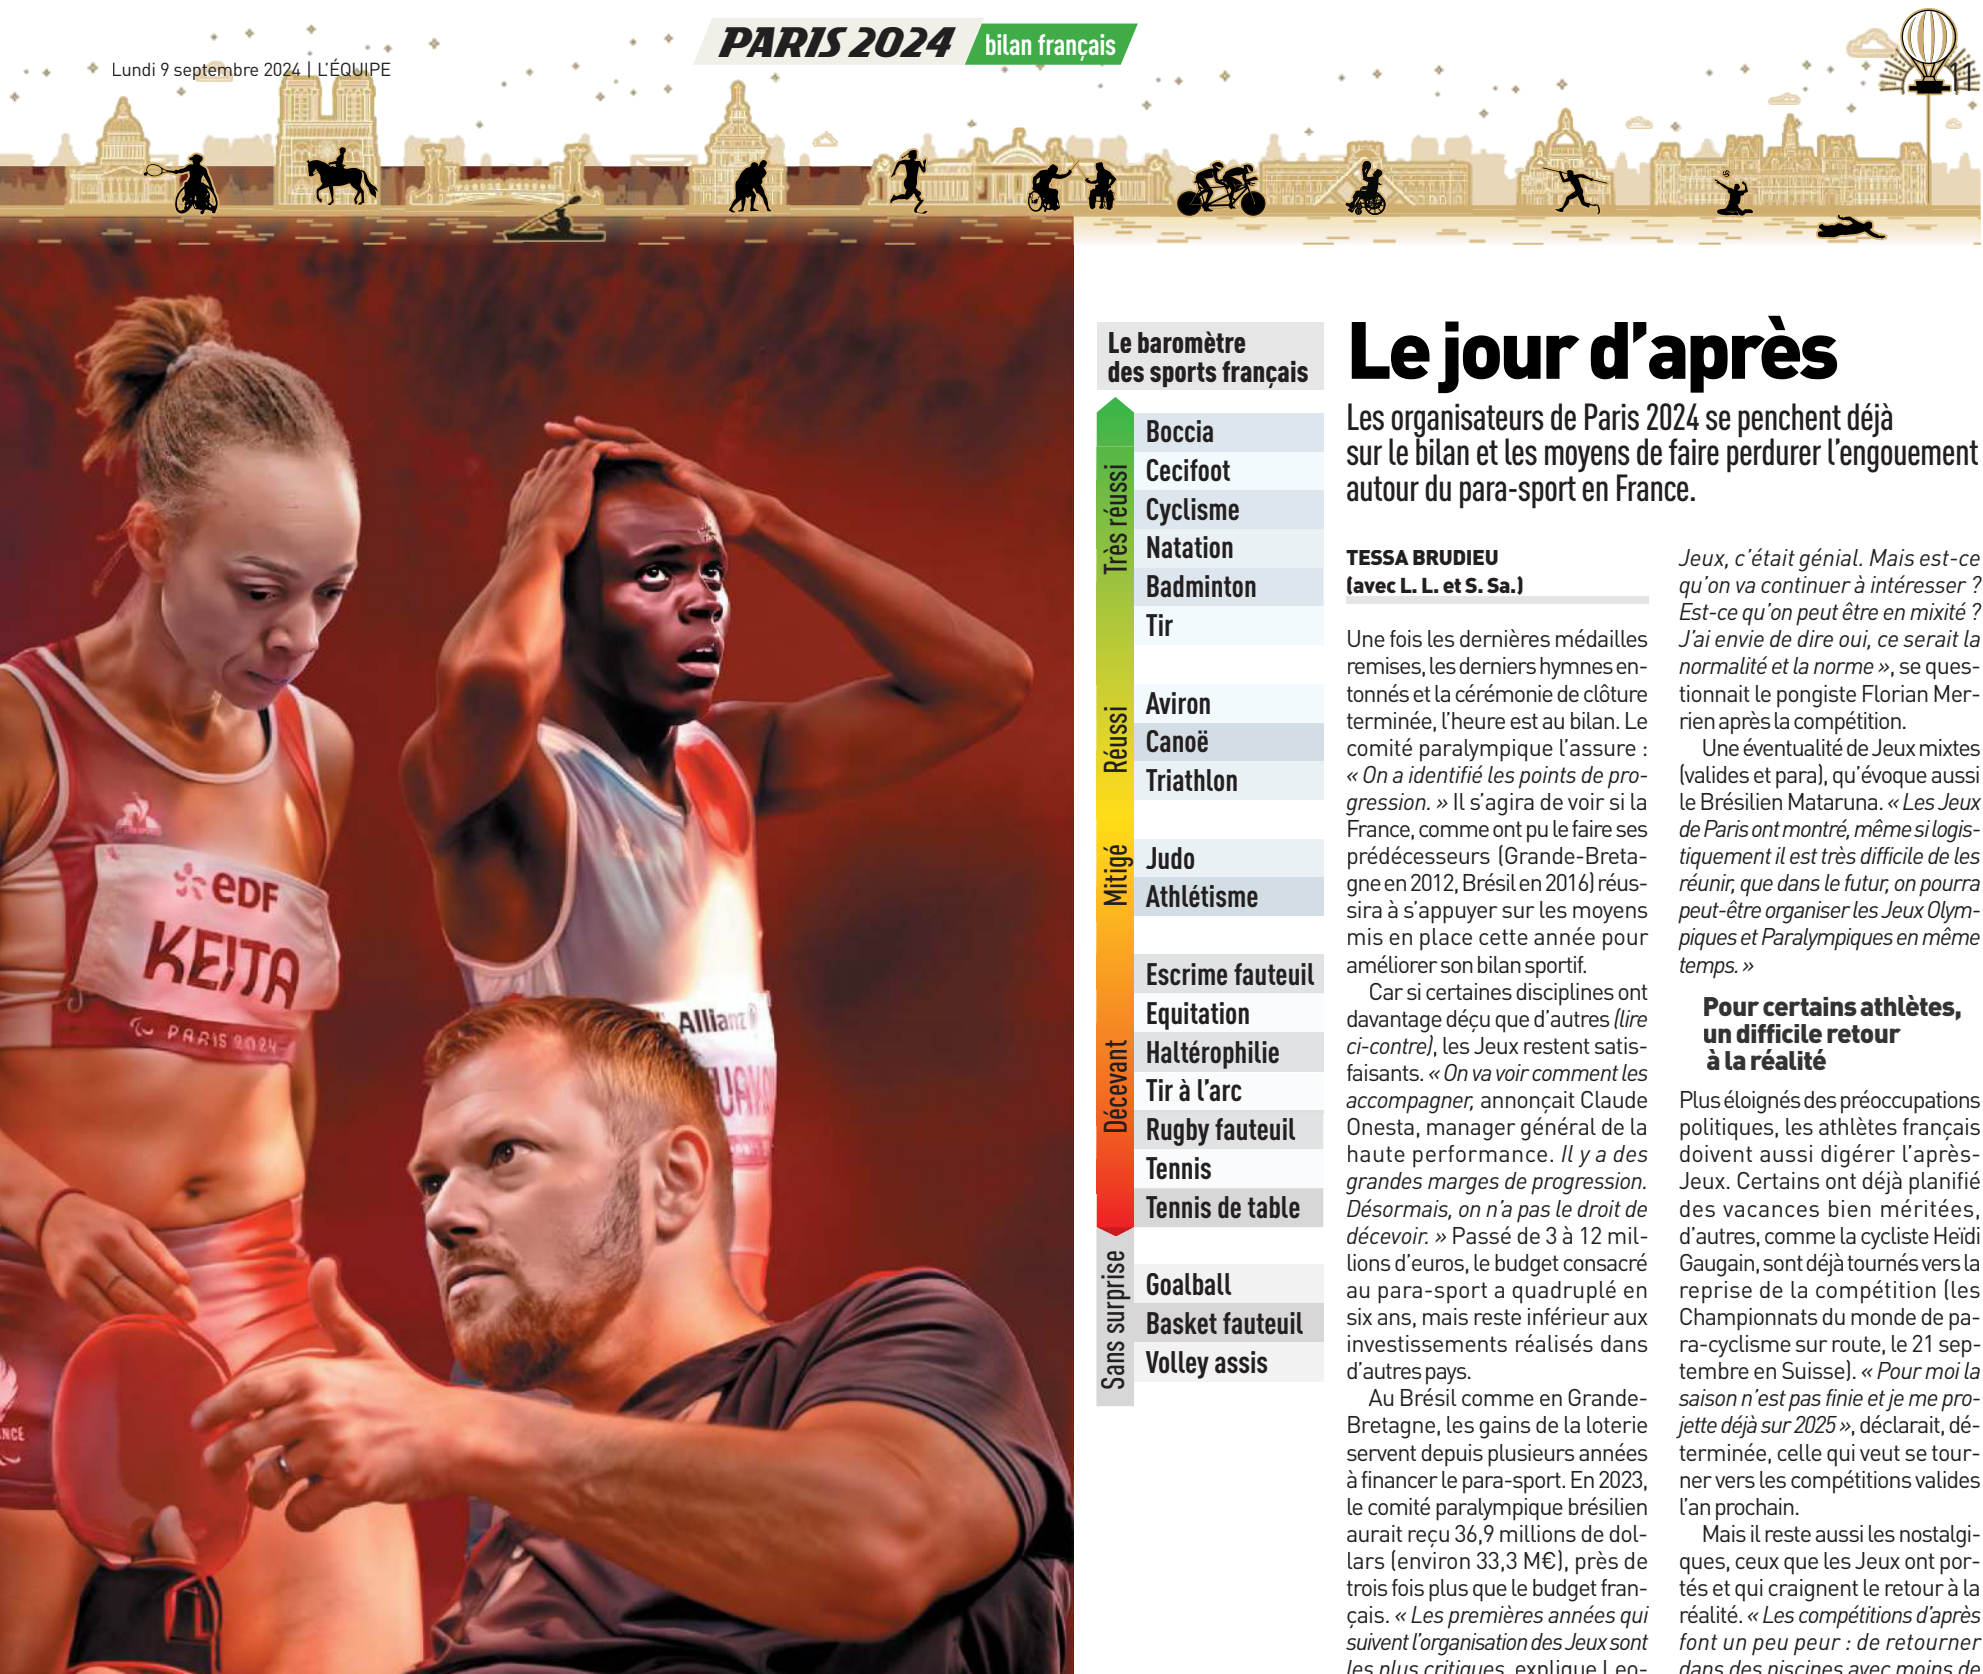 Lundi 9 septembre 2024 | L'ÉQUIPE
PARIS 2024 bilan français
11
eDF
KEITA
PARIS 2024
Allianz
Le baromètre
des sports français
Très réussi
Boccia
Cecifoot
Cyclisme
Natation
Badminton
Tir
Réussi
Aviron
Canoë
Triathlon
Mitigé
Judo
Athlétisme
Décevant
Escrime fauteuil
Equitation
Haltérophilie
Tir à l'arc
Rugby fauteuil
Tennis
Tennis de table
Sans surprise
Goalball
Basket fauteuil
Volley assis
Le jour d'après
Les organisateurs de Paris 2024 se penchent déjà
sur le bilan et les moyens de faire perdurer l'engouement
autour du para-sport en France.
TESSA BRUDIEU
(avec L. L. et S. Sa.)
Une fois les dernières médailles
remises, les derniers hymnes en-
tonnés et la cérémonie de clôture
terminée, l'heure est au bilan. Le
comité paralympique l'assure :
« On a identifié les points de pro-
gression. » Il s'agira de voir si la
France, comme ont pu le faire ses
prédécesseurs (Grande-Breta-
gne en 2012, Brésil en 2016) réus-
sira à s'appuyer sur les moyens
mis en place cette année pour
améliorer son bilan sportif.
Car si certaines disciplines ont
davantage déçu que d'autres (lire
ci-contre), les Jeux restent satis-
faisants. « On va voir comment les
accompagner, annonçait Claude
Onesta, manager général de la
haute performance. Il y a des
grandes marges de progression.
Désormais, on n'a pas le droit de
décevoir. » Passé de 3 à 12 mil-
lions d'euros, le budget consacré
au para-sport a quadruplé en
six ans, mais reste inférieur aux
investissements réalisés dans
d'autres pays.
Au Brésil comme en Grande-
Bretagne, les gains de la loterie
servent depuis plusieurs années
à financer le para-sport. En 2023,
le comité paralympique brésilien
aurait reçu 36,9 millions de dol-
lars (environ 33,3 M€), près de
trois fois plus que le budget fran-
çais. « Les premières années qui
suivent l'organisation des Jeux sont
les plus critiques, explique Leo-
Jeux, c'était génial. Mais est-ce
qu'on va continuer à intéresser ?
Est-ce qu'on peut être en mixité ?
J'ai envie de dire oui, ce serait la
normalité et la norme », se ques-
tionnait le pongiste Florian Mer-
rien après la compétition.
Une éventualité de Jeux mixtes
(valides et para), qu'évoque aussi
le Brésilien Mataruna. « Les Jeux
de Paris ont montré, même si logis-
tiquement il est très difficile de les
réunir, que dans le futur, on pourra
peut-être organiser les Jeux Olym-
piques et Paralympiques en même
temps. »
Pour certains athlètes,
un difficile retour
à la réalité
Plus éloignés des préoccupations
politiques, les athlètes français
doivent aussi digérer l'après-
Jeux. Certains ont déjà planifié
des vacances bien méritées,
d'autres, comme la cycliste Heïdi
Gaugain, sont déjà tournés vers la
reprise de la compétition (les
Championnats du monde de pa-
ra-cyclisme sur route, le 21 sep-
tembre en Suisse). « Pour moi la
saison n'est pas finie et je me pro-
jette déjà sur 2025 », déclarait, dé-
terminée, celle qui veut se tour-
ner vers les compétitions valides
l'an prochain.
Mais il reste aussi les nostalgi-
ques, ceux que les Jeux ont por-
tés et qui craignent le retour à la
réalité. « Les compétitions d'après
font un peu peur : de retourner
dans des piscines avec moins de